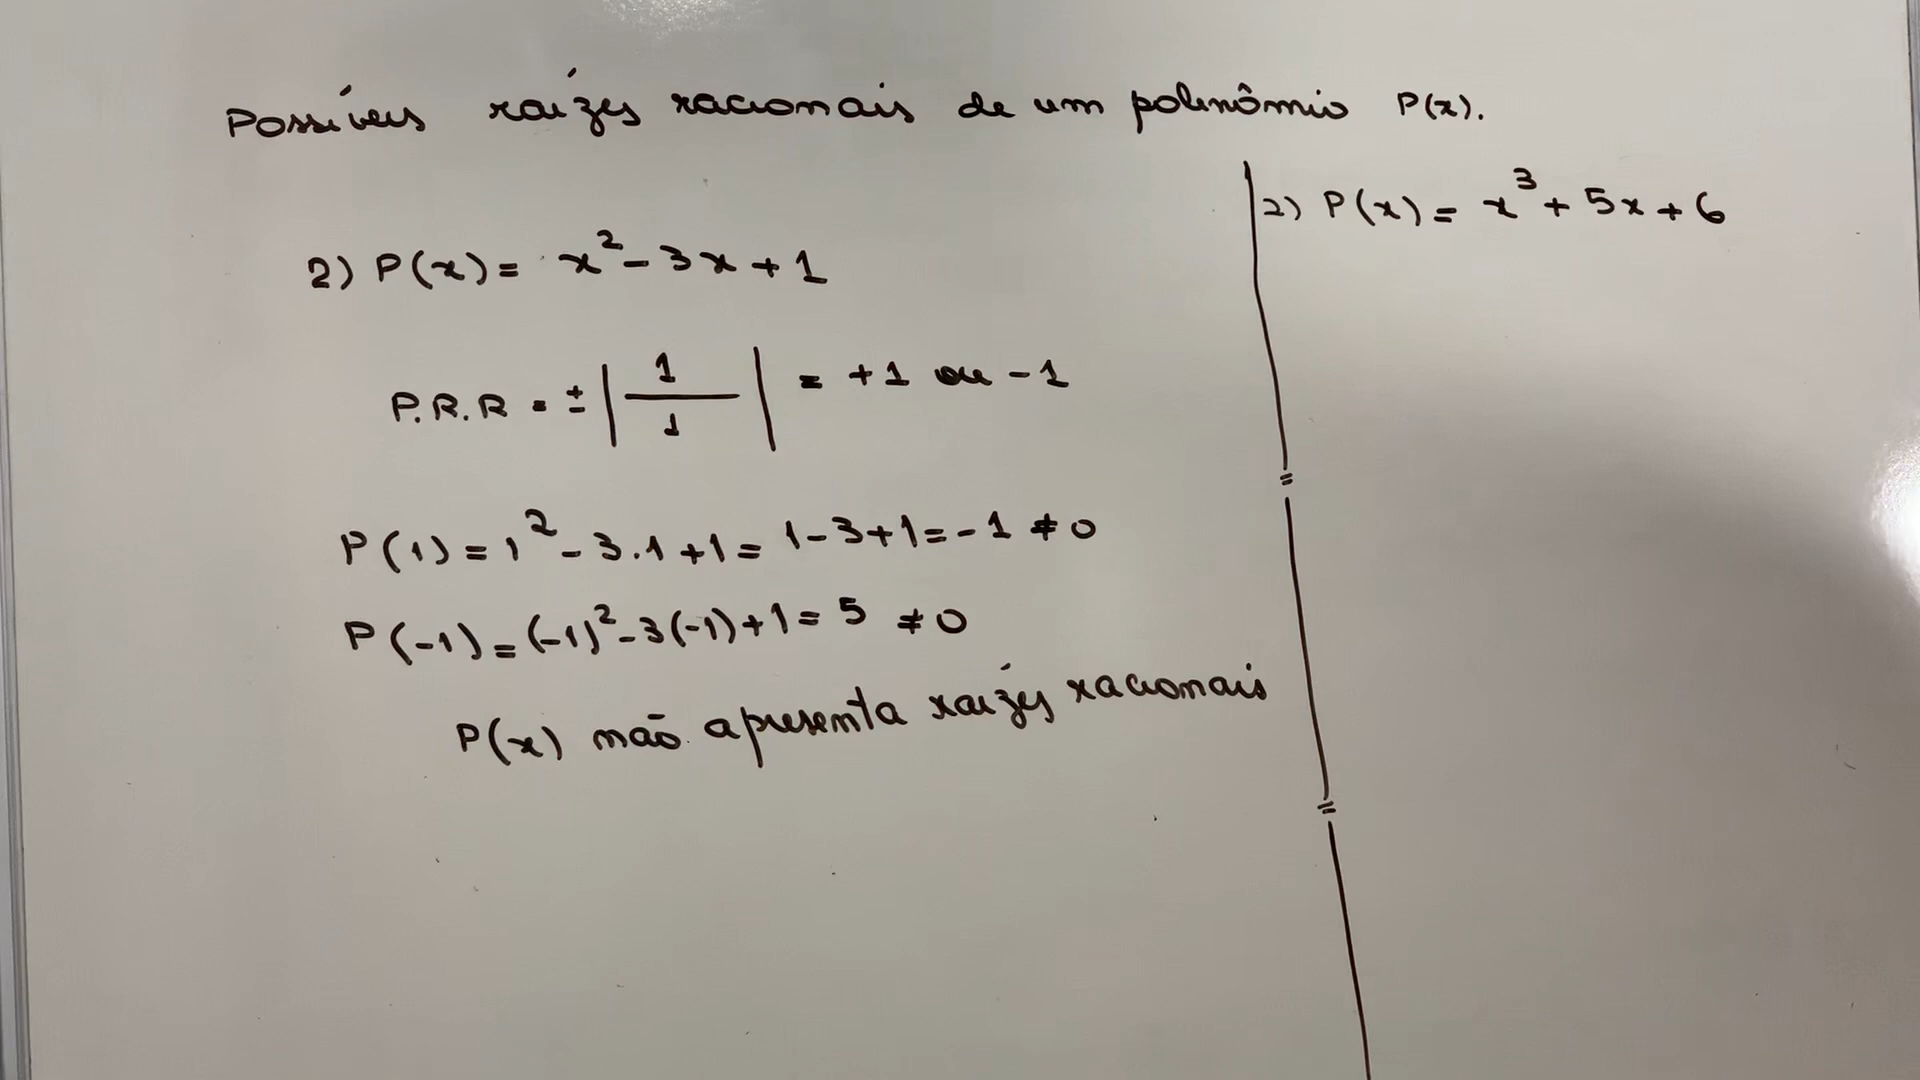 Possíveis raízes racionais de um polinômio P(x).
2) P(x) = x² - 3x + 1
P.R.R = ± | 1/1 | = +1 ou -1
P(1) = 1² - 3.1 + 1 = 1 - 3 + 1 = -1 ≠ 0
P(-1) = (-1)² - 3(-1) + 1 = 5 ≠ 0
P(x) não apresenta raízes racionais
2) P(x) = x³ + 5x + 6